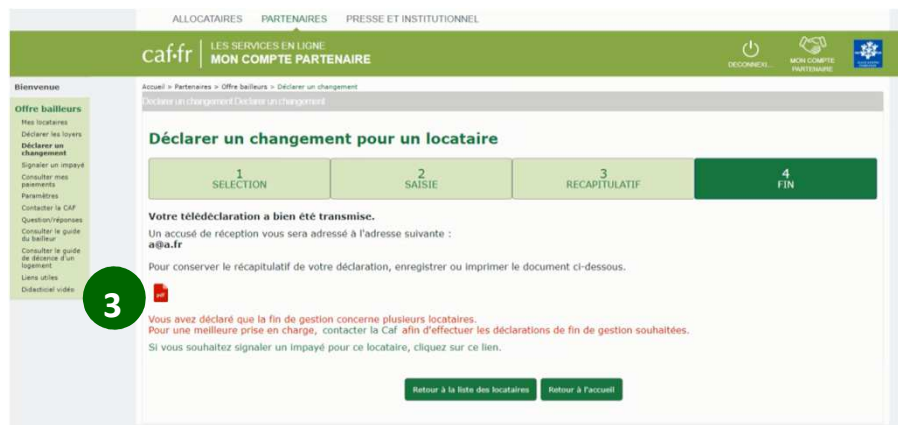 ALLOCATAIRES PARTENAIRES PRESSE ET INSTITUTIONNEL
caf.fr
LES SERVICES EN LIGNE
MON COMPTE PARTENAIRE
DECONNEXI...
MON COMPTE
PARTENAIRE
Bienvenue
Accueil » Partenaires » Offre bailleurs » Déclarer un changement
Declarer un changement Declarer un changement
Offre bailleurs
Mes locataires
Déclarer les loyers
Déclarer un
changement
Signaler un impayé
Consulter mes
paiements
Paramètres
Contacter la CAF
Question/réponses
Consulter le guide
du bailleur
Consulter le guide
de décence d'un
logement
Liens utiles
Didacticiel vidéo
Déclarer un changement pour un locataire
1
SELECTION
2
SAISIE
3
RECAPITULATIF
4
FIN
Votre télédéclaration a bien été transmise.
Un accusé de réception vous sera adressé à l'adresse suivante :
a@a.fr
Pour conserver le récapitulatif de votre déclaration, enregistrer ou imprimer le document ci-dessous.
3
pdf
Vous avez déclaré que la fin de gestion concerne plusieurs locataires.
Pour une meilleure prise en charge, contacter la Caf afin d'effectuer les déclarations de fin de gestion souhaitées.
Si vous souhaitez signaler un impayé pour ce locataire, cliquez sur ce lien.
Retour à la liste des locataires
Retour à l'accueil